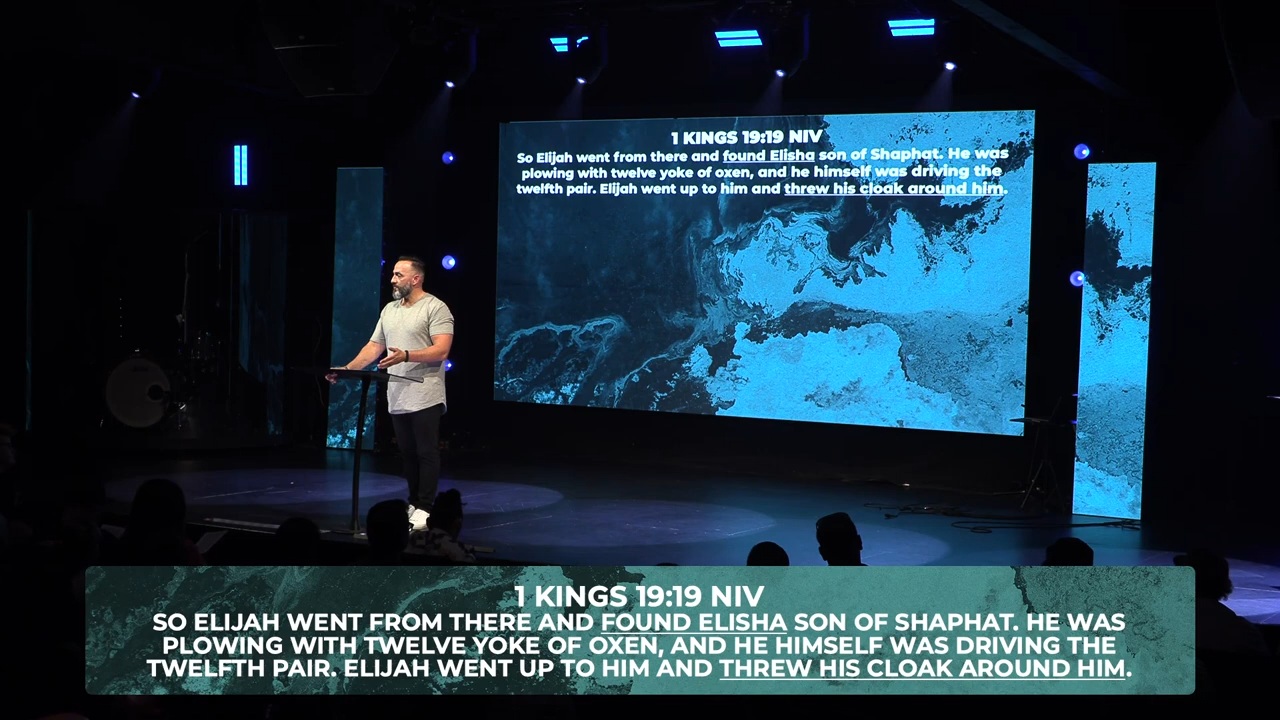 1 KINGS 19:19 NIV
So Elijah went from there and found Elisha son of Shaphat. He was
plowing with twelve yoke of oxen, and he himself was driving the
twelfth pair. Elijah went up to him and threw his cloak around him.
1 KINGS 19:19 NIV
SO ELIJAH WENT FROM THERE AND FOUND ELISHA SON OF SHAPHAT. HE WAS
PLOWING WITH TWELVE YOKE OF OXEN, AND HE HIMSELF WAS DRIVING THE
TWELFTH PAIR. ELIJAH WENT UP TO HIM AND THREW HIS CLOAK AROUND HIM.